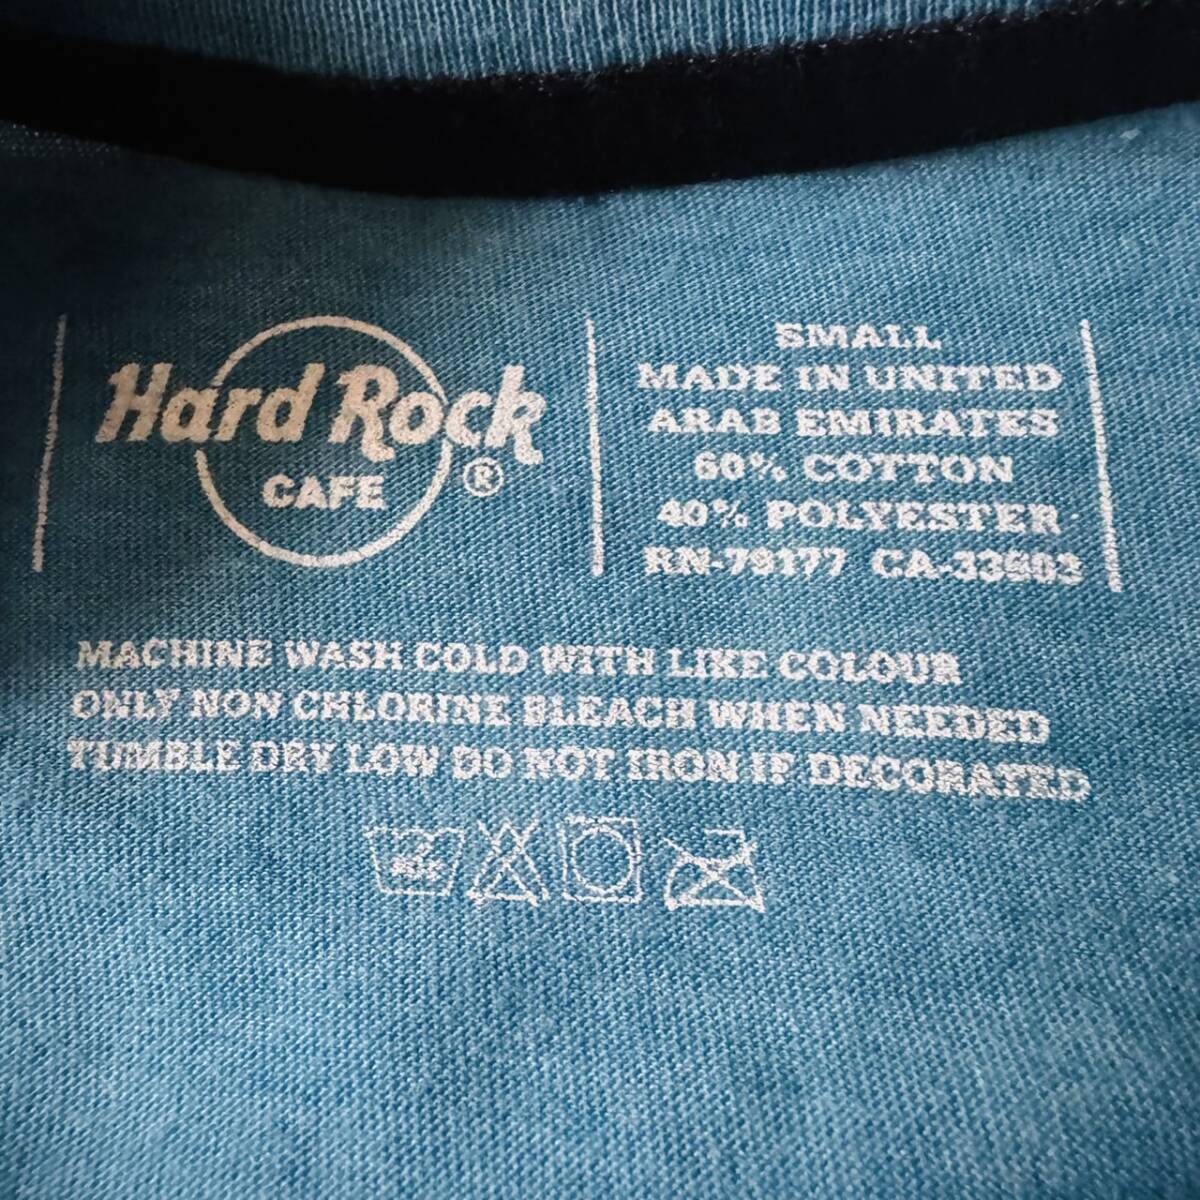 Hard Rock
CAFE
®
SMALL
MADE IN UNITED
ARAB EMIRATES
60% COTTON
40% POLYESTER
RN-79177 CA-33603
MACHINE WASH COLD WITH LIKE COLOUR
ONLY NON CHLORINE BLEACH WHEN NEEDED
TUMBLE DRY LOW DO NOT IRON IF DECORATED